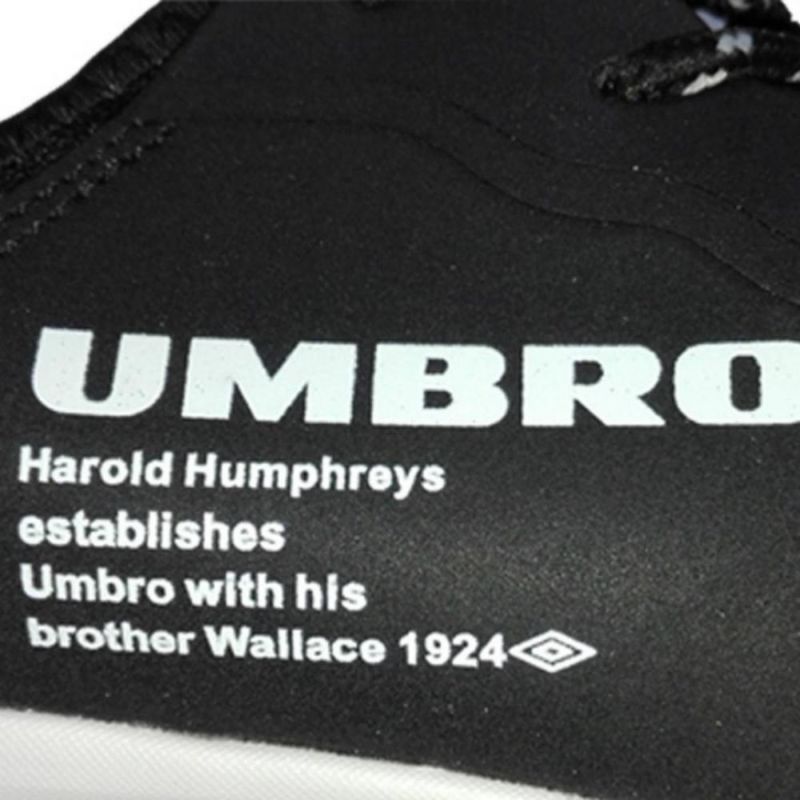 UMBRO
Harold Humphreys
establishes
Umbro with his
brother Wallace 1924